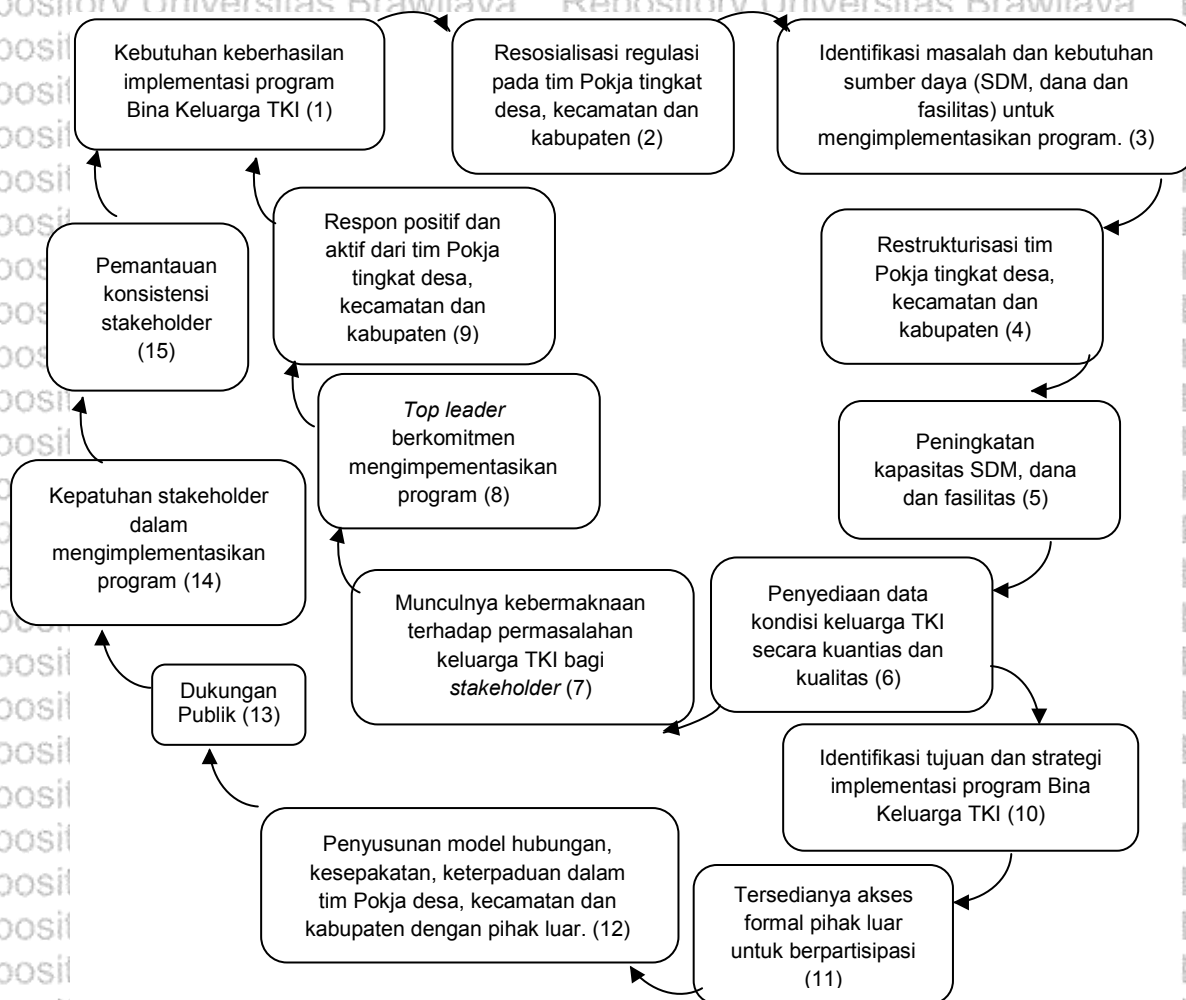 Repository Universitas Brawijaya Repository Universitas Brawijaya
Kebutuhan keberhasilan
implementasi program
Bina Keluarga TKI (1)
Resosialisasi regulasi
pada tim Pokja tingkat
desa, kecamatan dan
kabupaten (2)
Identifikasi masalah dan kebutuhan
sumber daya (SDM, dana dan
fasilitas) untuk
mengimplementasikan program. (3)
Restrukturisasi tim
Pokja tingkat desa,
kecamatan dan
kabupaten (4)
Peningkatan
kapasitas SDM, dana
dan fasilitas (5)
Penyediaan data
kondisi keluarga TKI
secara kuantias dan
kualitas (6)
Munculnya kebermaknaan
terhadap permasalahan
keluarga TKI bagi
stakeholder (7)
Top leader
berkomitmen
mengimpementasikan
program (8)
Respon positif dan
aktif dari tim Pokja
tingkat desa,
kecamatan dan
kabupaten (9)
Identifikasi tujuan dan strategi
implementasi program Bina
Keluarga TKI (10)
Tersedianya akses
formal pihak luar
untuk berpartisipasi
(11)
Penyusunan model hubungan,
kesepakatan, keterpaduan dalam
tim Pokja desa, kecamatan dan
kabupaten dengan pihak luar. (12)
Dukungan
Publik (13)
Kepatuhan stakeholder
dalam
mengimplementasikan
program (14)
Pemantauan
konsistensi
stakeholder
(15)